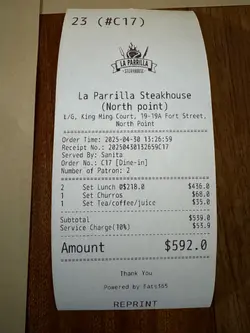 23 (#C17)
LA PARRILLA
STEAKHOUSE
La Parrilla Steakhouse
(North point)
G, King Ming Court, 19-19A Fort Street,
North Point
Order Time: 2025-04-30 13:26:59
Receipt No.: 20250430132659C17
Served By: Sanita
Order No.: C17 [Dine-in]
Number of Patron: 2
2 Set Lunch @$218.0 $436.0
1 Set Churros $68.0
1 Set Tea/coffee/juice $35.0
Subtotal $539.0
Service Charge(10%) $53.9
Amount $592.0
Thank You
Powered by Eats365
REPRINT